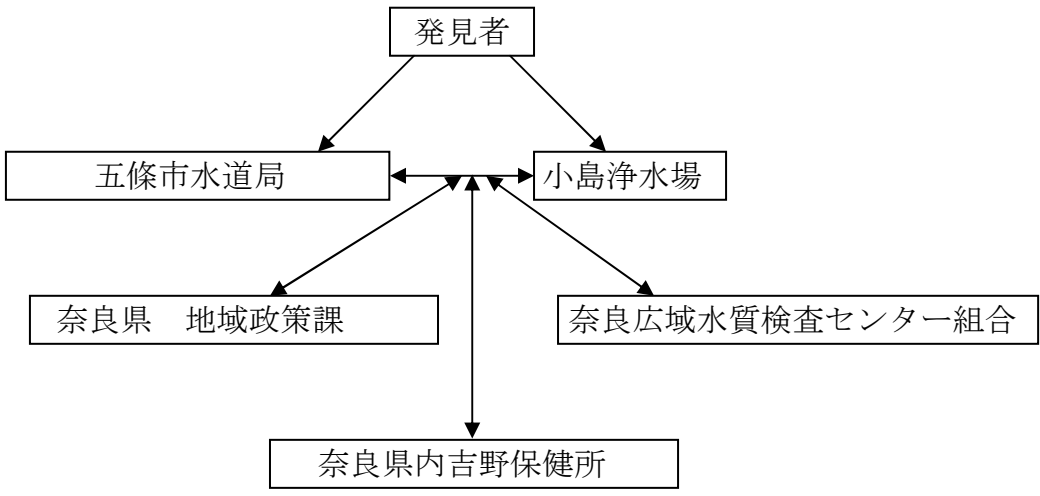 発見者
五條市水道局
小島浄水場
奈良県　地域政策課
奈良広域水質検査センター組合
奈良県内吉野保健所